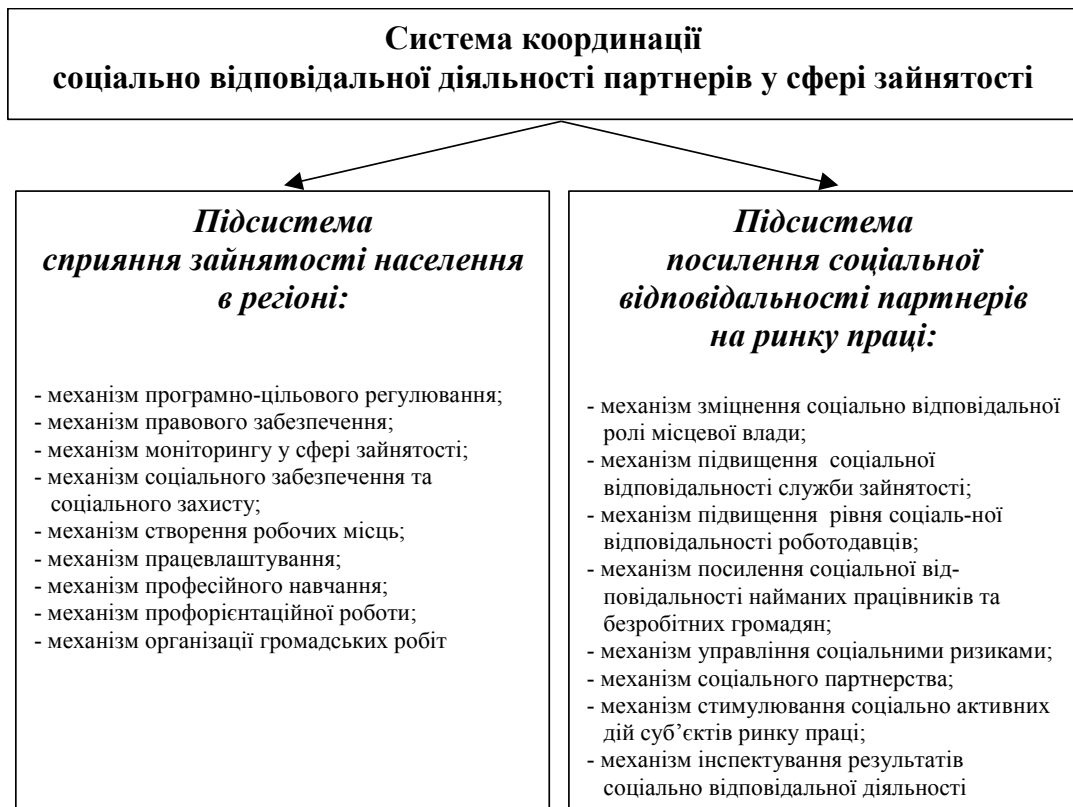 Система координації
соціально відповідальної діяльності партнерів у сфері зайнятості
Підсистема
сприяння зайнятості населення
в регіоні:
- механізм програмно-цільового регулювання;
- механізм правового забезпечення;
- механізм моніторингу у сфері зайнятості;
- механізм соціального забезпечення та
соціального захисту;
- механізм створення робочих місць;
- механізм працевлаштування;
- механізм професійного навчання;
- механізм профорієнтаційної роботи;
- механізм організації громадських робіт
Підсистема
посилення соціальної
відповідальності партнерів
на ринку праці:
- механізм зміцнення соціально відповідальної
ролі місцевої влади;
- механізм підвищення соціальної
відповідальності служби зайнятості;
- механізм підвищення рівня соціаль-ної
відповідальності роботодавців;
- механізм посилення соціальної від-
повідальності найманих працівників та
безробітних громадян;
- механізм управління соціальними ризиками;
- механізм соціального партнерства;
- механізм стимулювання соціально активних
дій суб’єктів ринку праці;
- механізм інспектування результатів
соціально відповідальної діяльності